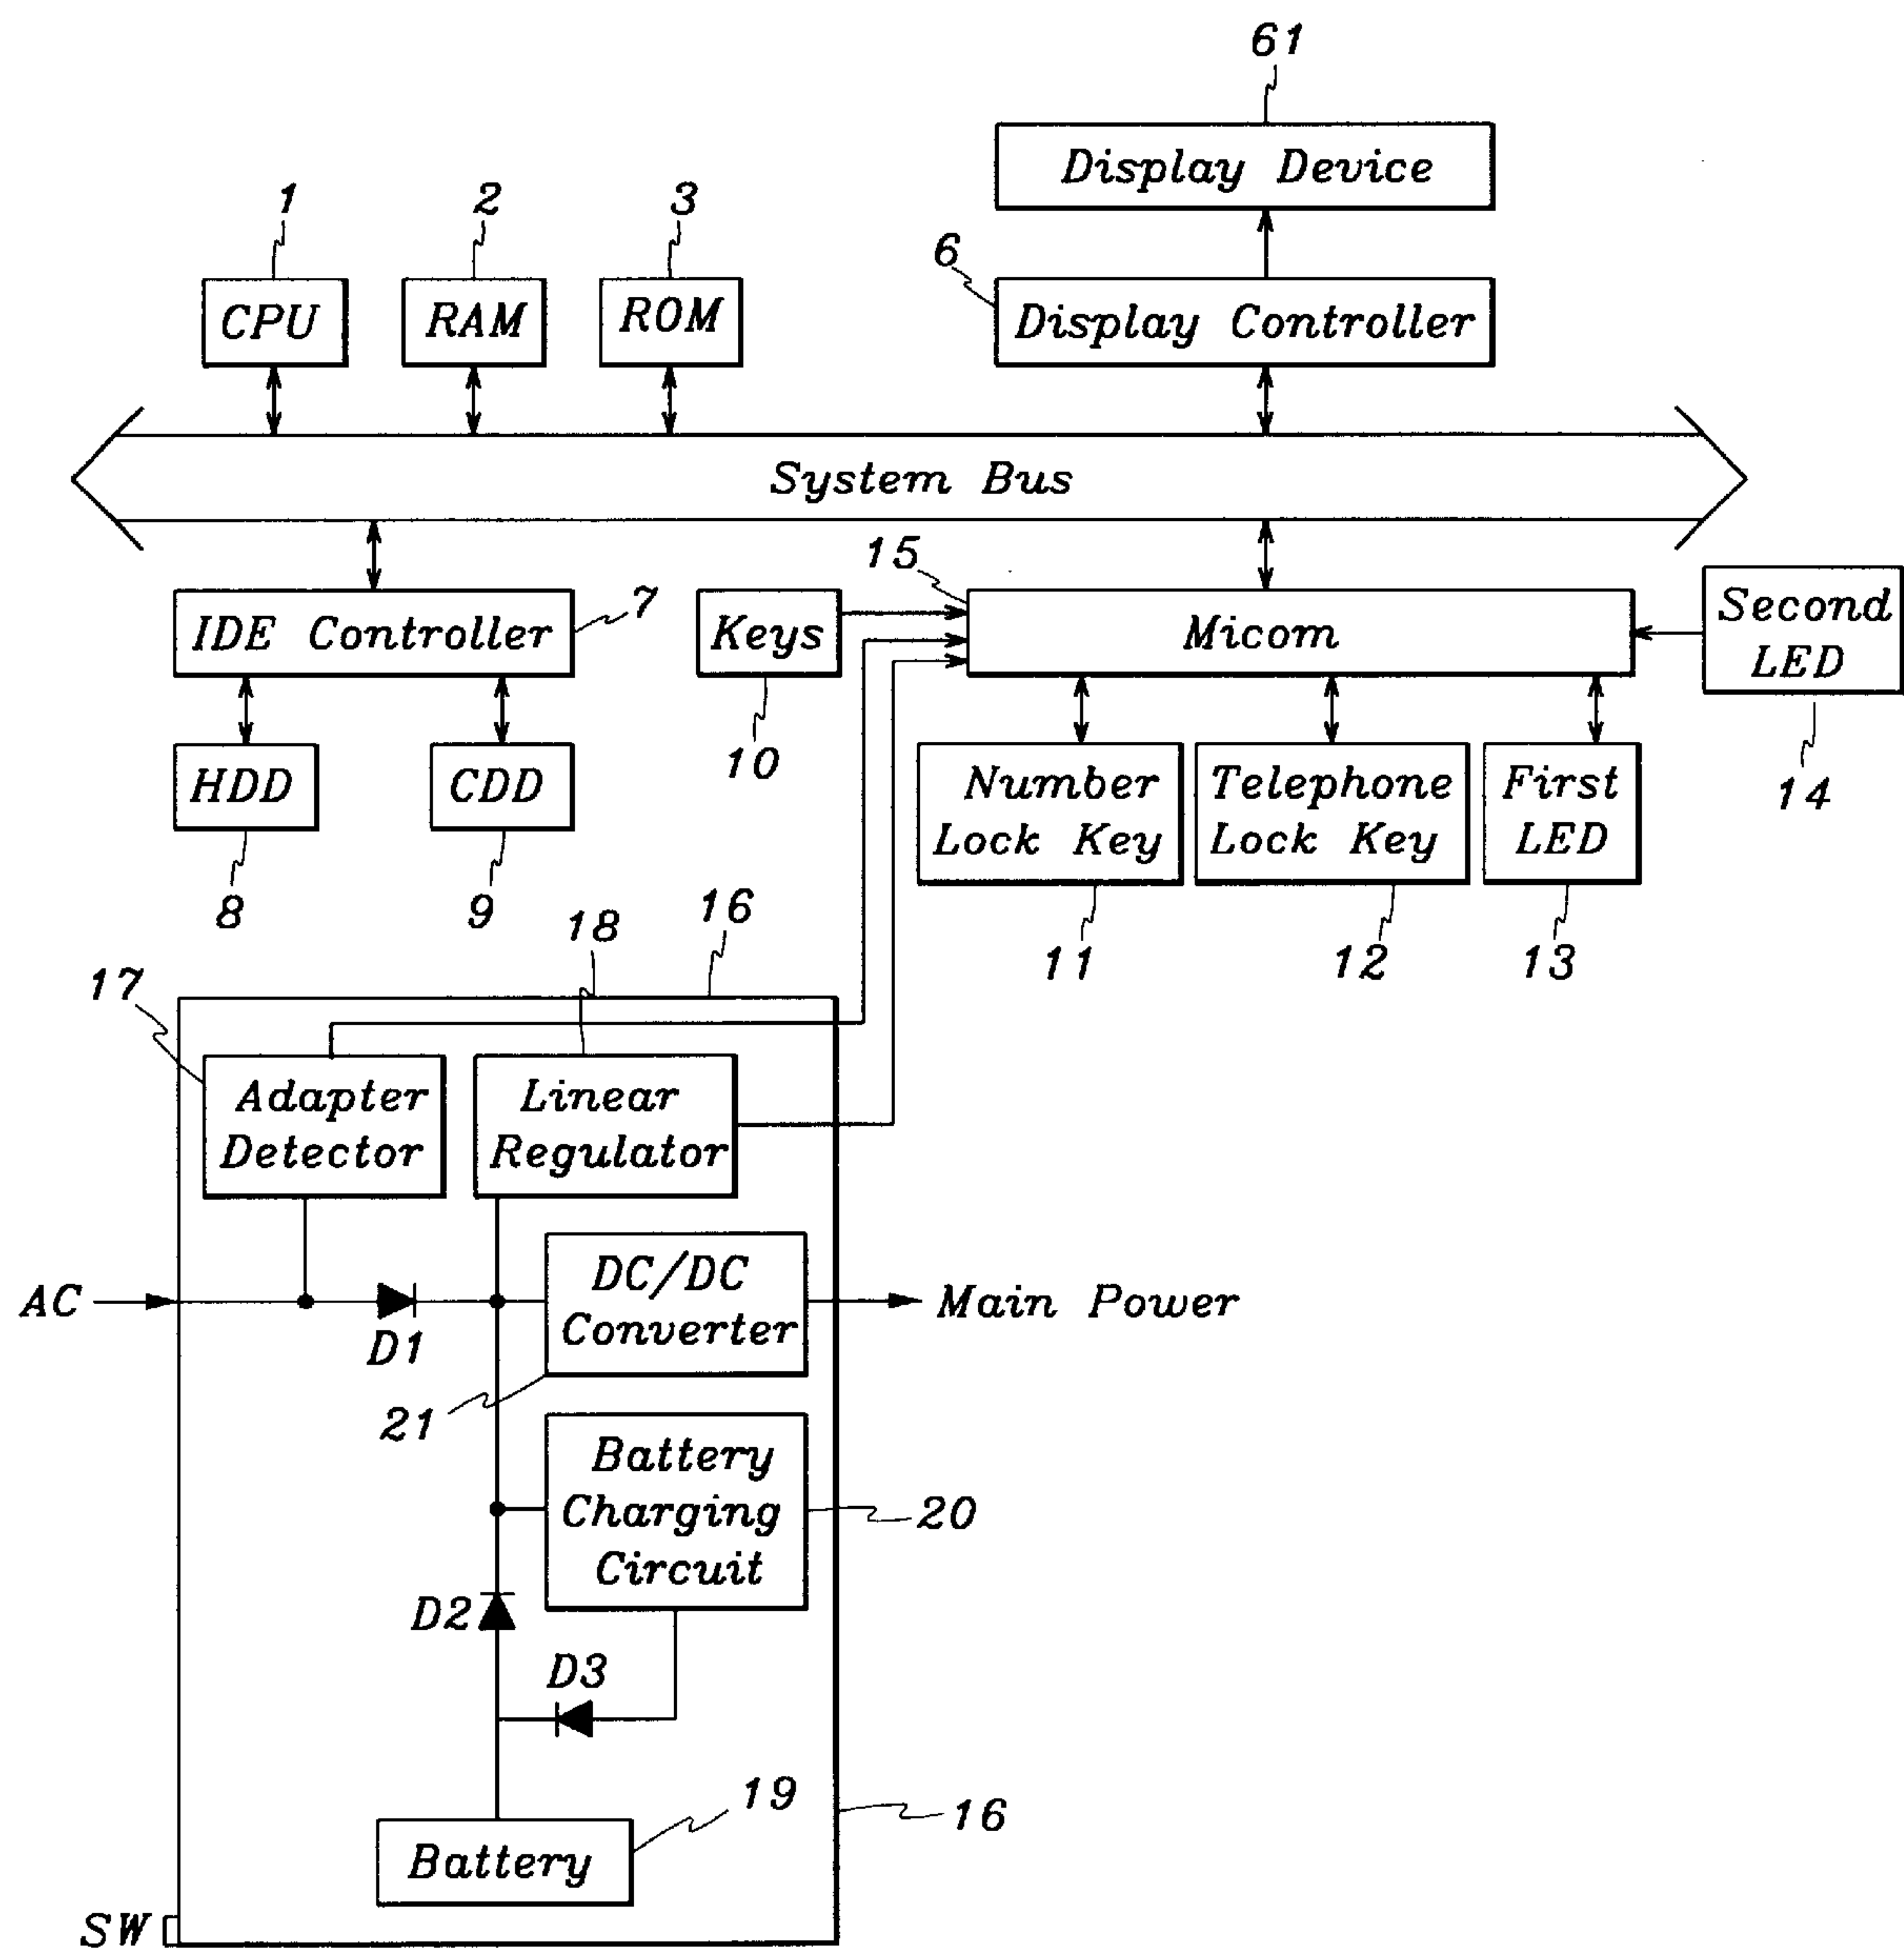 61
Display Device
1
2
3
6
CPU
RAM
ROM
Display Controller
System Bus
15
IDE Controller
7
Keys
Micom
Second
LED
10
14
HDD
CDD
Number
Lock Key
Telephone
Lock Key
First
LED
8
9
11
12
13
18
16
17
Adapter
Detector
Linear
Regulator
AC
D1
DC/DC
Converter
Main Power
21
Battery
Charging
Circuit
20
D2
D3
19
16
Battery
SW